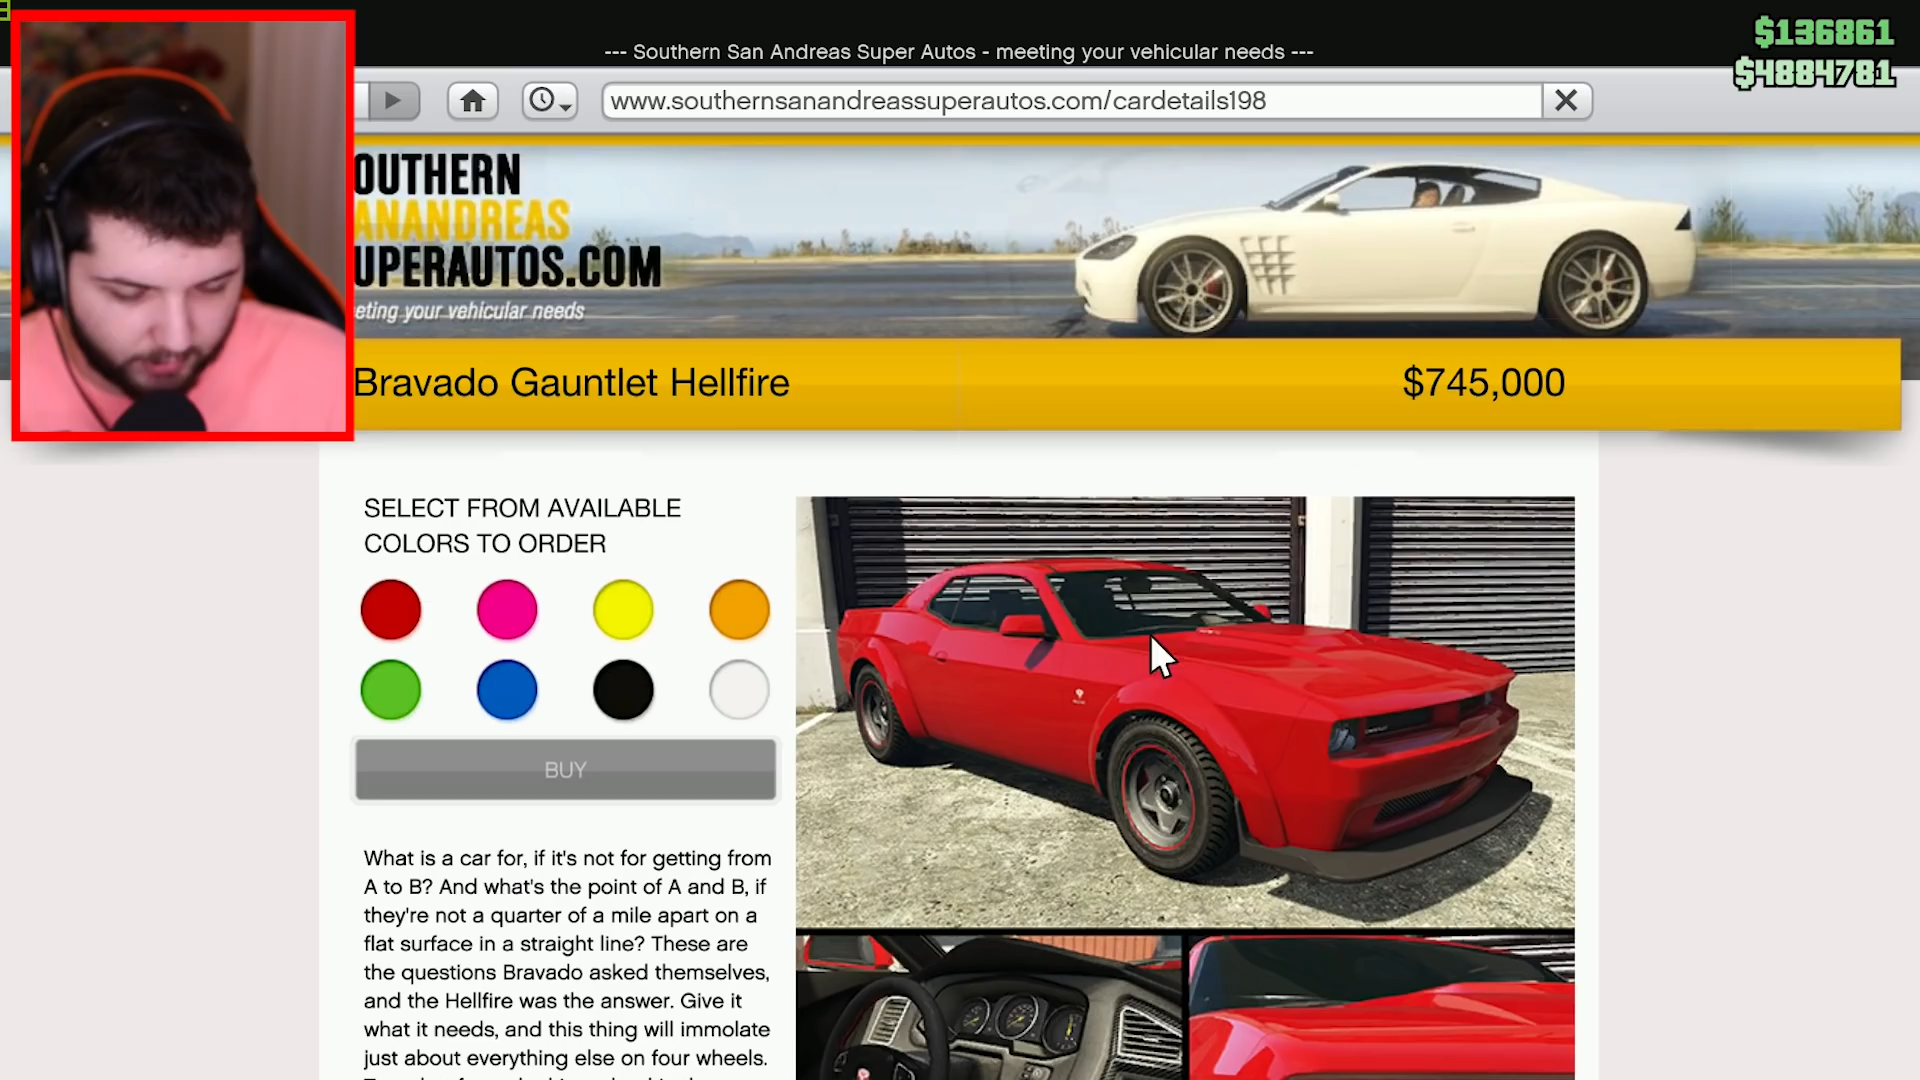 --- Southern San Andreas Super Autos - meeting your vehicular needs ---
$136861
$4884781
www.southernsanandreassuperautos.com/cardetails198
OUTHERN
ANANDREAS
UPERAUTOS.COM
eting your vehicular needs
Bravado Gauntlet Hellfire
$745,000
SELECT FROM AVAILABLE
COLORS TO ORDER
BUY
What is a car for, if it's not for getting from
A to B? And what's the point of A and B, if
they're not a quarter of a mile apart on a
flat surface in a straight line? These are
the questions Bravado asked themselves,
and the Hellfire was the answer. Give it
what it needs, and this thing will immolate
just about everything else on four wheels.